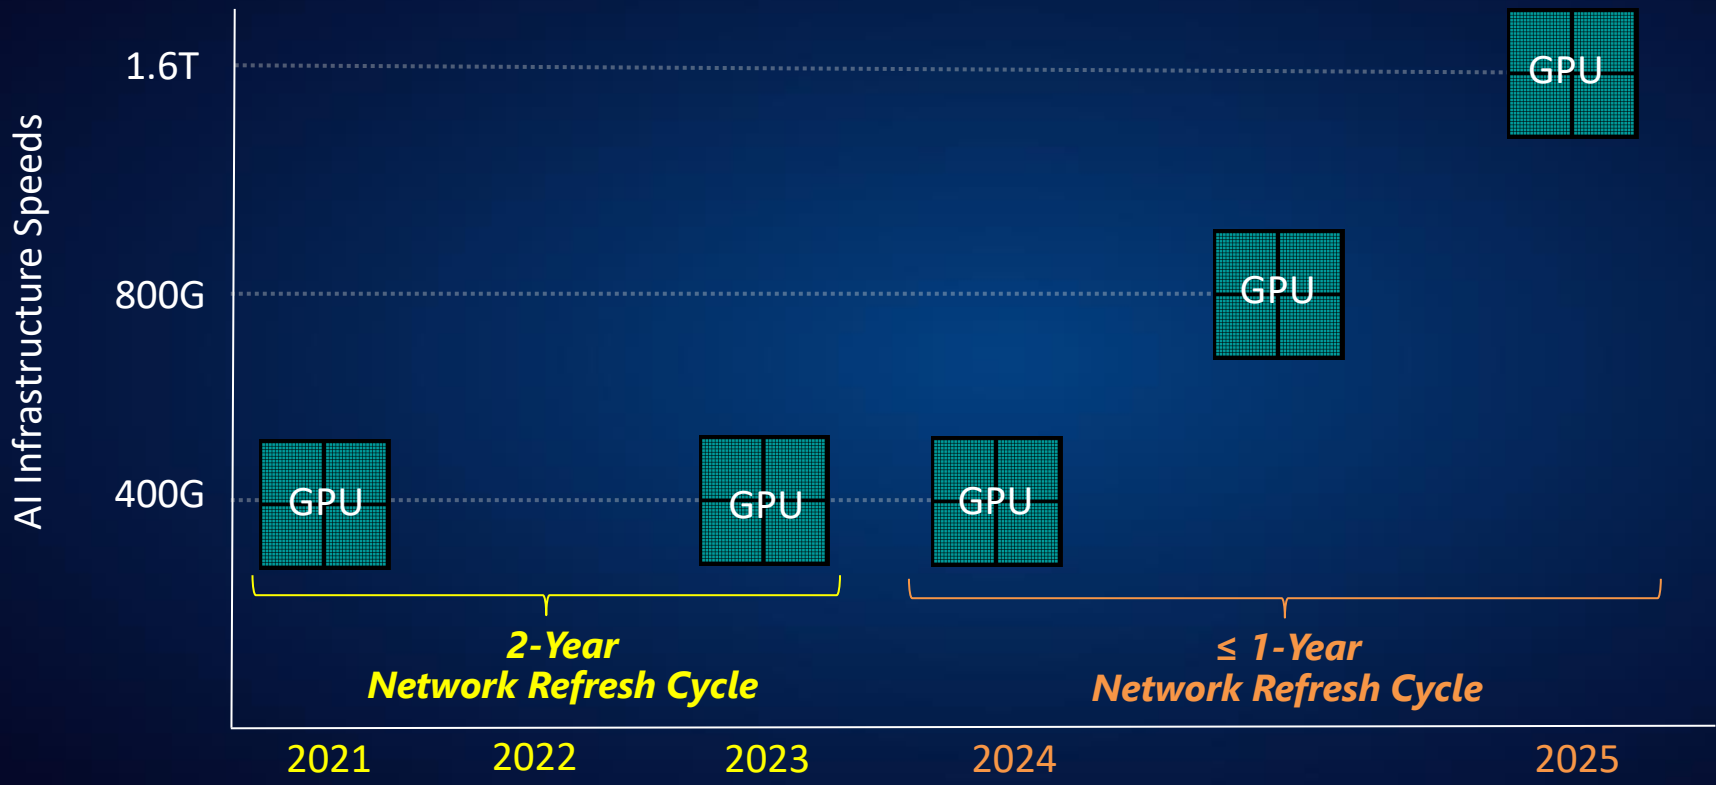 AI Infrastructure Speeds
1.6T
800G
400G
GPU
GPU
GPU
GPU
GPU
2-Year
Network Refresh Cycle
≤ 1-Year
Network Refresh Cycle
2021
2022
2023
2024
2025